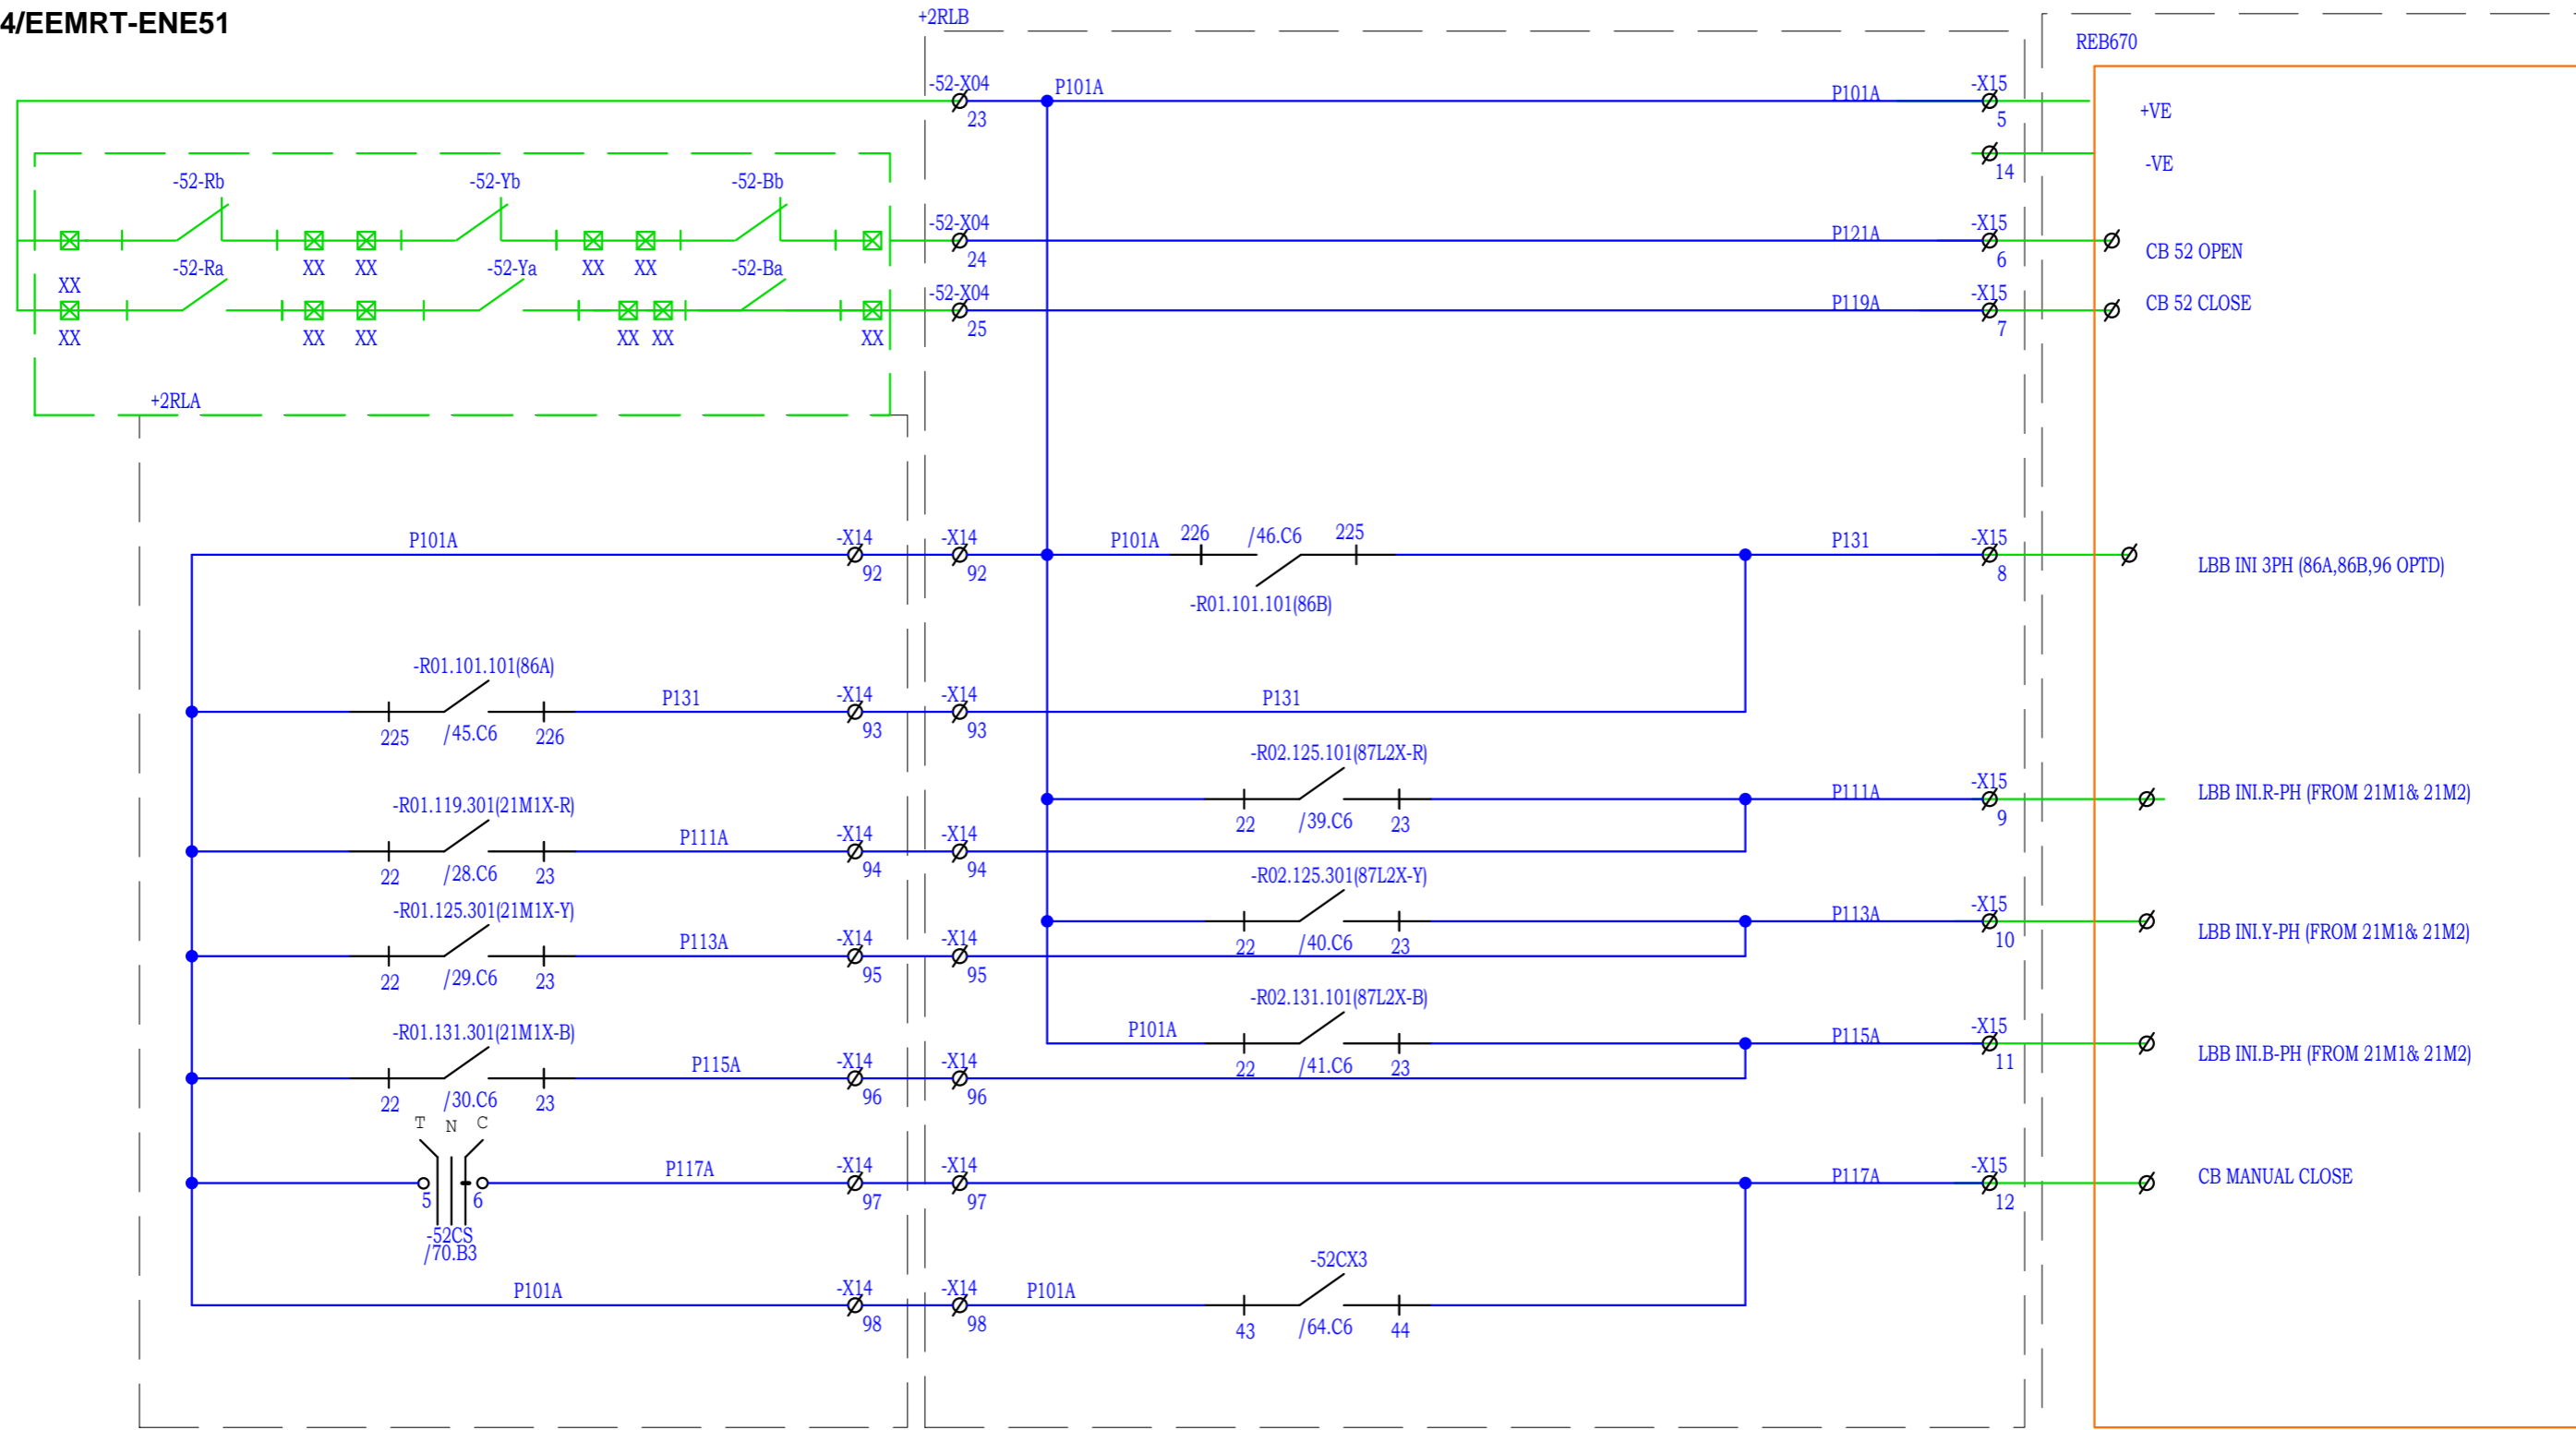 4/EEMRT-ENE51
+2RLB
REB670
-52-X04
P101A
P101A
-X15
23
5
+VE
-VE
14
-52-Rb
-52-Yb
-52-Bb
-52-X04
P121A
-X15
24
6
CB 52 OPEN
-52-Ra
XX
XX
-52-Ya
XX
XX
-52-Ba
XX
-52-X04
P119A
-X15
CB 52 CLOSE
25
7
XX
XX
XX
XX
XX
XX
+2RLA
P101A
-X14
-X14
P101A
226
/46.C6
225
P131
-X15
92
92
8
LBB INI 3PH (86A,86B,96 OPTD)
-R01.101.101(86B)
-R01.101.101(86A)
P131
-X14
-X14
P131
225
/45.C6
226
93
93
-R02.125.101(87L2X-R)
-R01.119.301(21M1X-R)
P111A
-X15
LBB INI.R-PH (FROM 21M1& 21M2)
22
/39.C6
23
9
P111A
-X14
-X14
22
/28.C6
23
94
94
-R02.125.301(87L2X-Y)
-R01.125.301(21M1X-Y)
P113A
-X15
LBB INI.Y-PH (FROM 21M1& 21M2)
22
/40.C6
23
10
P113A
-X14
-X14
22
/29.C6
23
95
95
-R02.131.101(87L2X-B)
-R01.131.301(21M1X-B)
P101A
P115A
-X15
LBB INI.B-PH (FROM 21M1& 21M2)
22
/41.C6
23
11
P115A
-X14
-X14
22
/30.C6
23
96
96
T N C
P117A
-X14
-X14
P117A
-X15
CB MANUAL CLOSE
5
6
97
97
12
-52CS
/70.B3
-52CX3
P101A
-X14
-X14
P101A
98
98
43
/64.C6
44